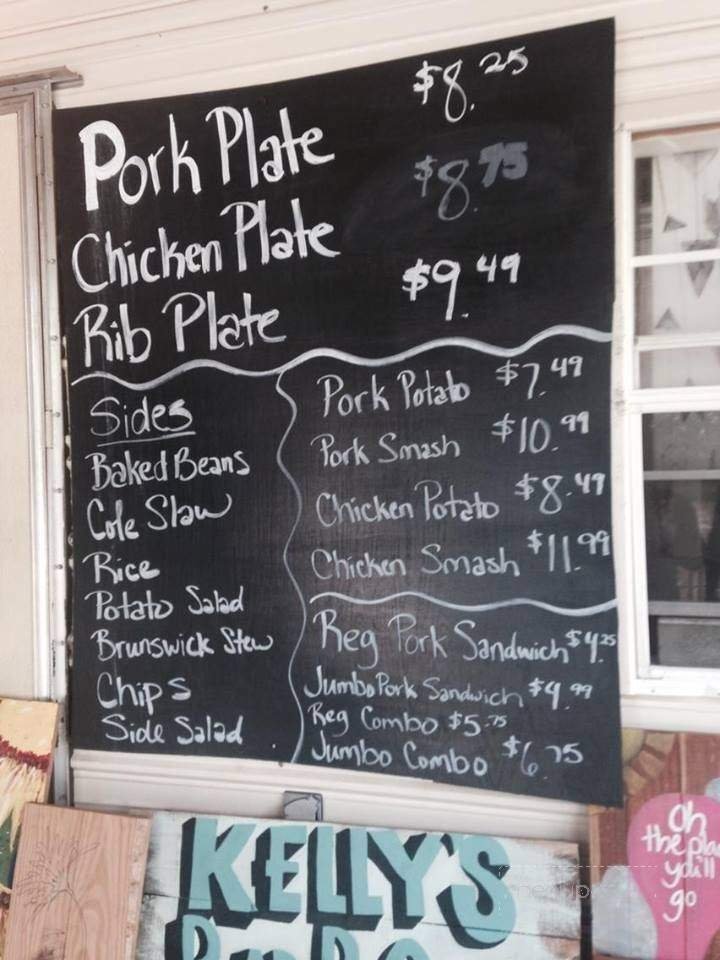 Pork Plate $8.25
Chicken Plate $8.75
Rib Plate $9.49
Sides
Baked Beans
Cole Slaw
Rice
Potato Salad
Brunswick Stew
Chips
Side Salad
Pork Potato $7.49
Pork Smash $10.99
Chicken Potato $8.49
Chicken Smash $11.99
Reg Pork Sandwich $4.25
Jumbo Pork Sandwich $4.99
Reg Combo $5.75
Jumbo Combo $6.75
KELLY'S
Oh
the
you'll
go